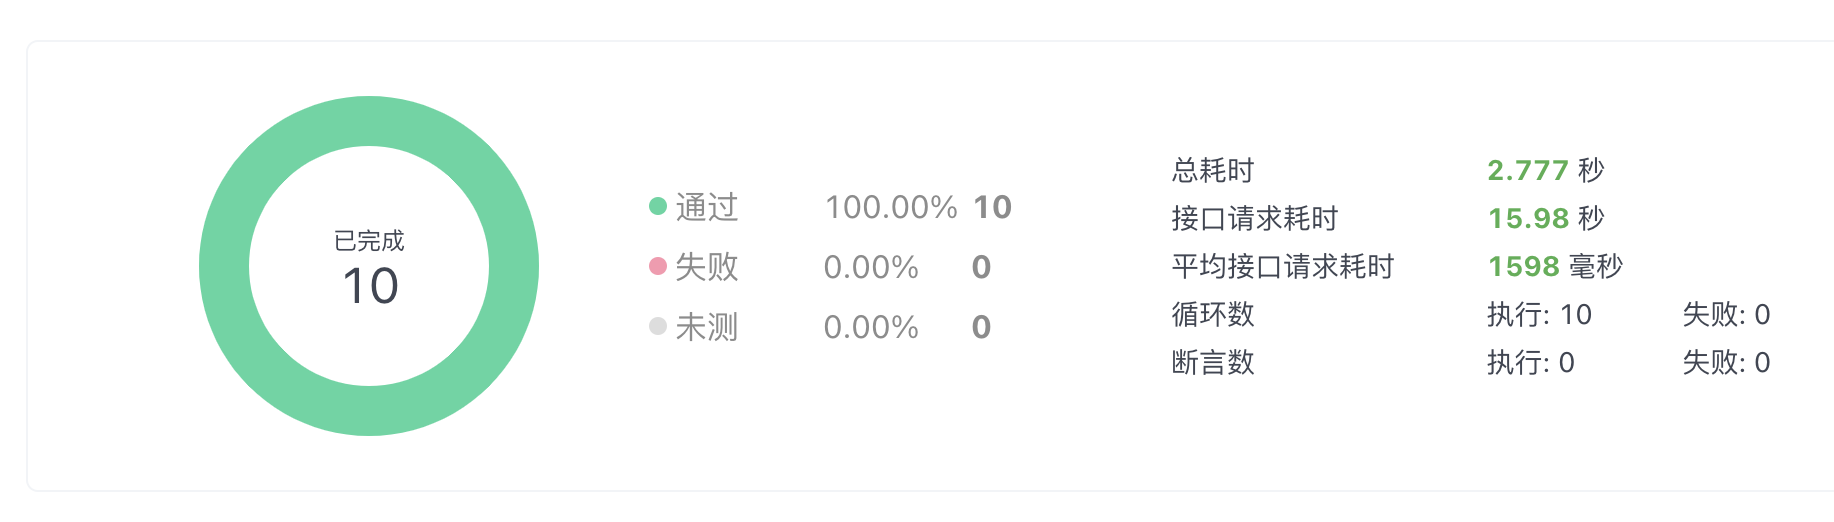 已完成
10
通过 100.00% 10
失败 0.00% 0
未测 0.00% 0
总耗时 2.777 秒
接口请求耗时 15.98 秒
平均接口请求耗时 1598 毫秒
循环数 执行: 10 失败: 0
断言数 执行: 0 失败: 0